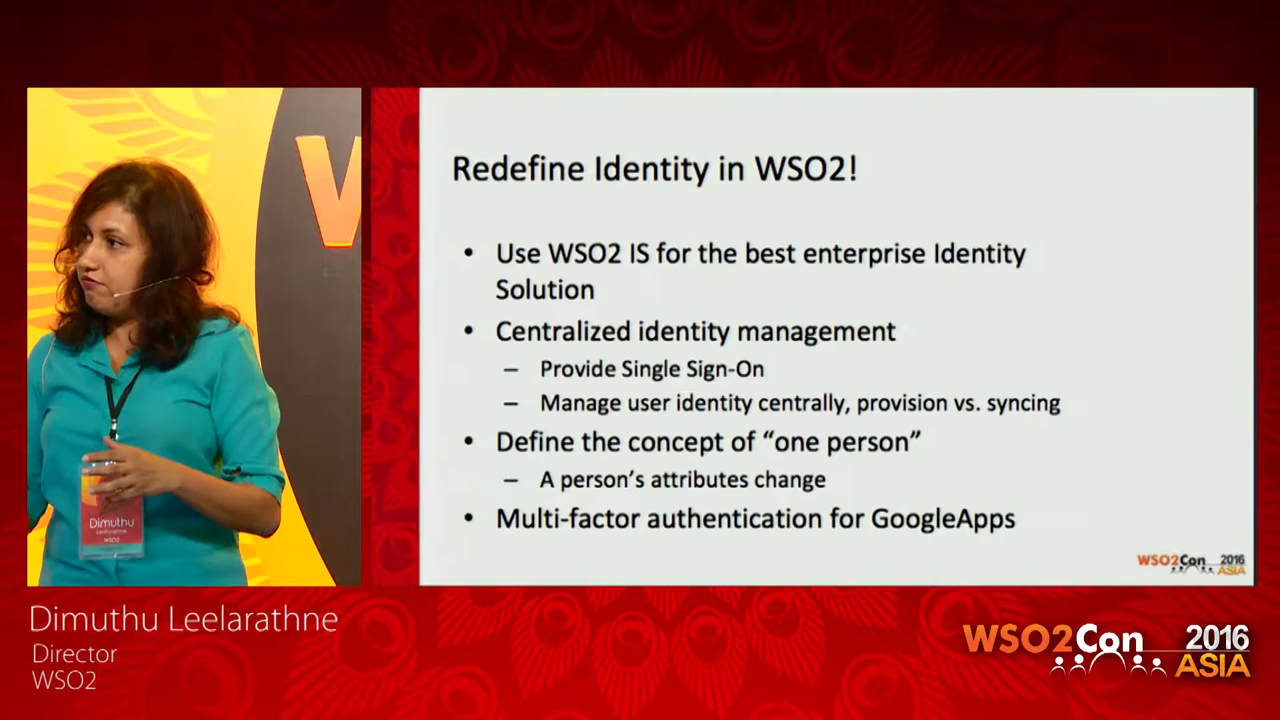 W
Dimuthu
Leelarathne
WSO2
Redefine Identity in WSO2!
• Use WSO2 IS for the best enterprise Identity
Solution
• Centralized identity management
– Provide Single Sign-On
– Manage user identity centrally, provision vs. syncing
• Define the concept of “one person”
– A person’s attributes change
• Multi-factor authentication for GoogleApps
WSO2Con 2016
ASIA
Dimuthu Leelarathne
Director
WSO2
WSO2Con 2016
ASIA